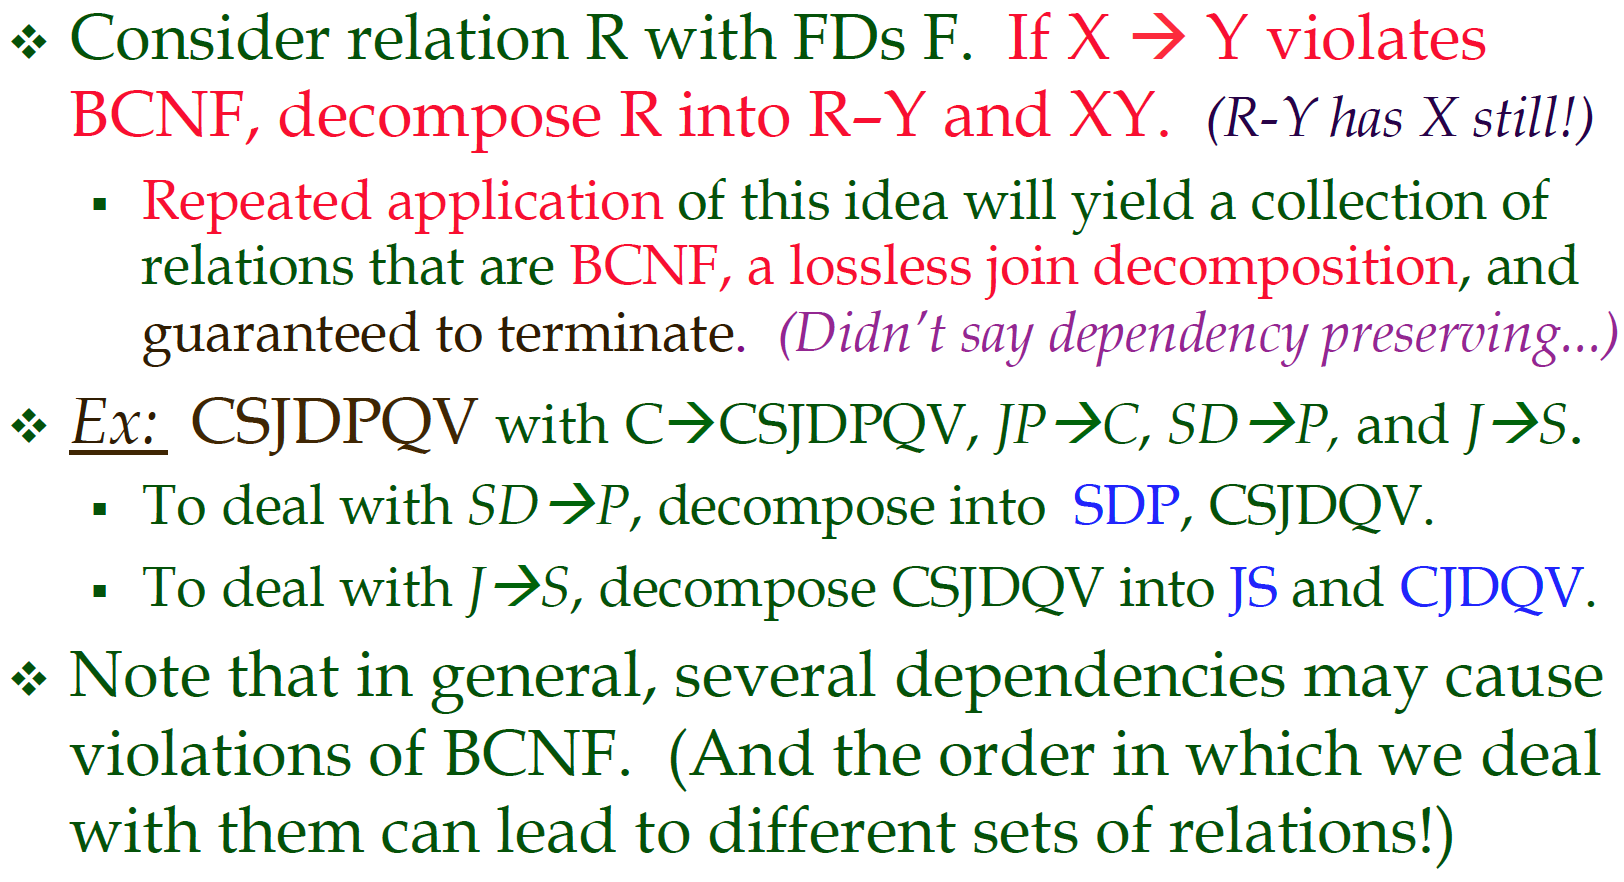 ❖ Consider relation R with FDs F. If X → Y violates
BCNF, decompose R into R–Y and XY. (R-Y has X still!)
▪ Repeated application of this idea will yield a collection of
relations that are BCNF, a lossless join decomposition, and
guaranteed to terminate. (Didn’t say dependency preserving...)
❖ Ex: CSJDPQV with C→CSJDPQV, JP→C, SD→P, and J→S.
▪ To deal with SD→P, decompose into SDP, CSJDQV.
▪ To deal with J→S, decompose CSJDQV into JS and CJDQV.
❖ Note that in general, several dependencies may cause
violations of BCNF. (And the order in which we deal
with them can lead to different sets of relations!)